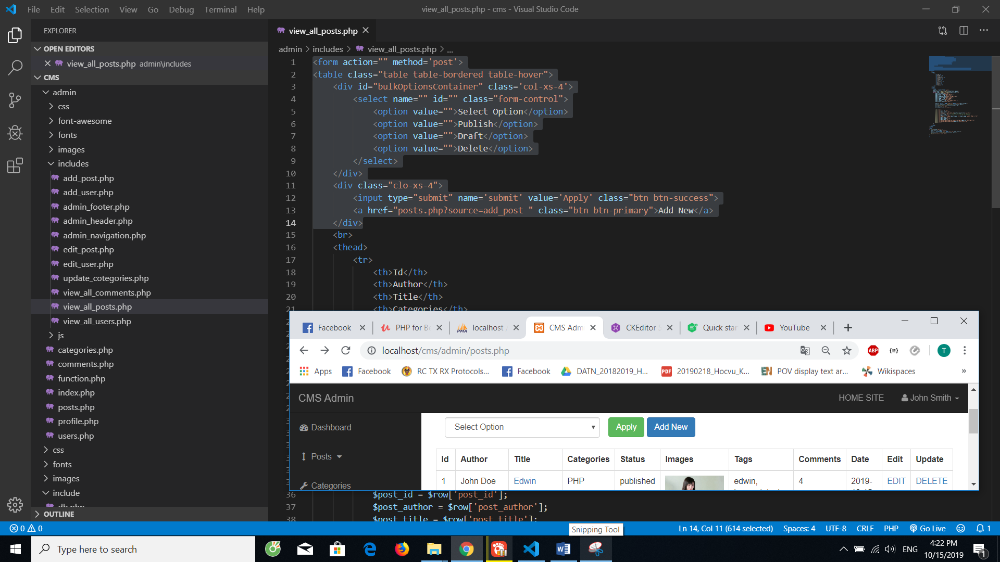 File Edit Selection View Go Debug Terminal Help
view_all_posts.php - cms - Visual Studio Code
EXPLORER
OPEN EDITORS
view_all_posts.php admin\includes
CMS
admin
css
font-awesome
fonts
images
includes
add_post.php
add_user.php
admin_footer.php
admin_header.php
admin_navigation.php
edit_post.php
edit_user.php
update_cotegories.php
view_all_comments.php
view_all_posts.php
view_all_users.php
js
categories.php
comments.php
function.php
index.php
posts.php
profile.php
users.php
css
fonts
images
include
db.php
OUTLINE
view_all_posts.php
admin > includes > view_all_posts.php > ...
1 <form action="" method='post'>
2 <table class="table table-bordered table-hover">
3 <div id="bulkOptionsContainer" class='col-xs-4'>
4 <select name="" id="" class="form-control">
5 <option value="">Select Option</option>
6 <option value="">Publish</option>
7 <option value="">Draft</option>
8 <option value="">Delete</option>
9 </select>
10 </div>
11 <div class="clo-xs-4">
12 <input type="submit" name='submit' value='Apply' class="btn btn-success">
13 <a href="posts.php?source=add_post " class="btn btn-primary">Add New</a>
14 </div>
15 <br>
16 <thead>
17 <tr>
18 <th>Id</th>
19 <th>Author</th>
20 <th>Title</th>
21 <th>Categories</th>
Facebook
PHP for Be
localhost /
CMS Adm
CKEditor 5
Quick star
YouTube
localhost/cms/admin/posts.php
ABP
T
Apps
Facebook
RC TX RX Protocols...
Facebook
DATN_20182019_H...
PDF 20190218_Hocvu_K...
EN POV display text ar...
Wikispaces
»
CMS Admin
HOME SITE
John Smith
Dashboard
Posts
Categories
Select Option
Apply
Add New
Id Author Title Categories Status Images Tags Comments Date Edit Update
1 John Doe Edwin PHP published edwin, 4 2019- EDIT DELETE
36 $post_id = $row['post_id'];
37 $post_author = $row['post_author'];
38 $post_title = $row['post_title'];
Snipping Tool
0 0
Ln 14, Col 11 (614 selected) Spaces: 4 UTF-8 CRLF PHP Go Live 1
Type here to search
ENG
4:22 PM
10/15/2019
1